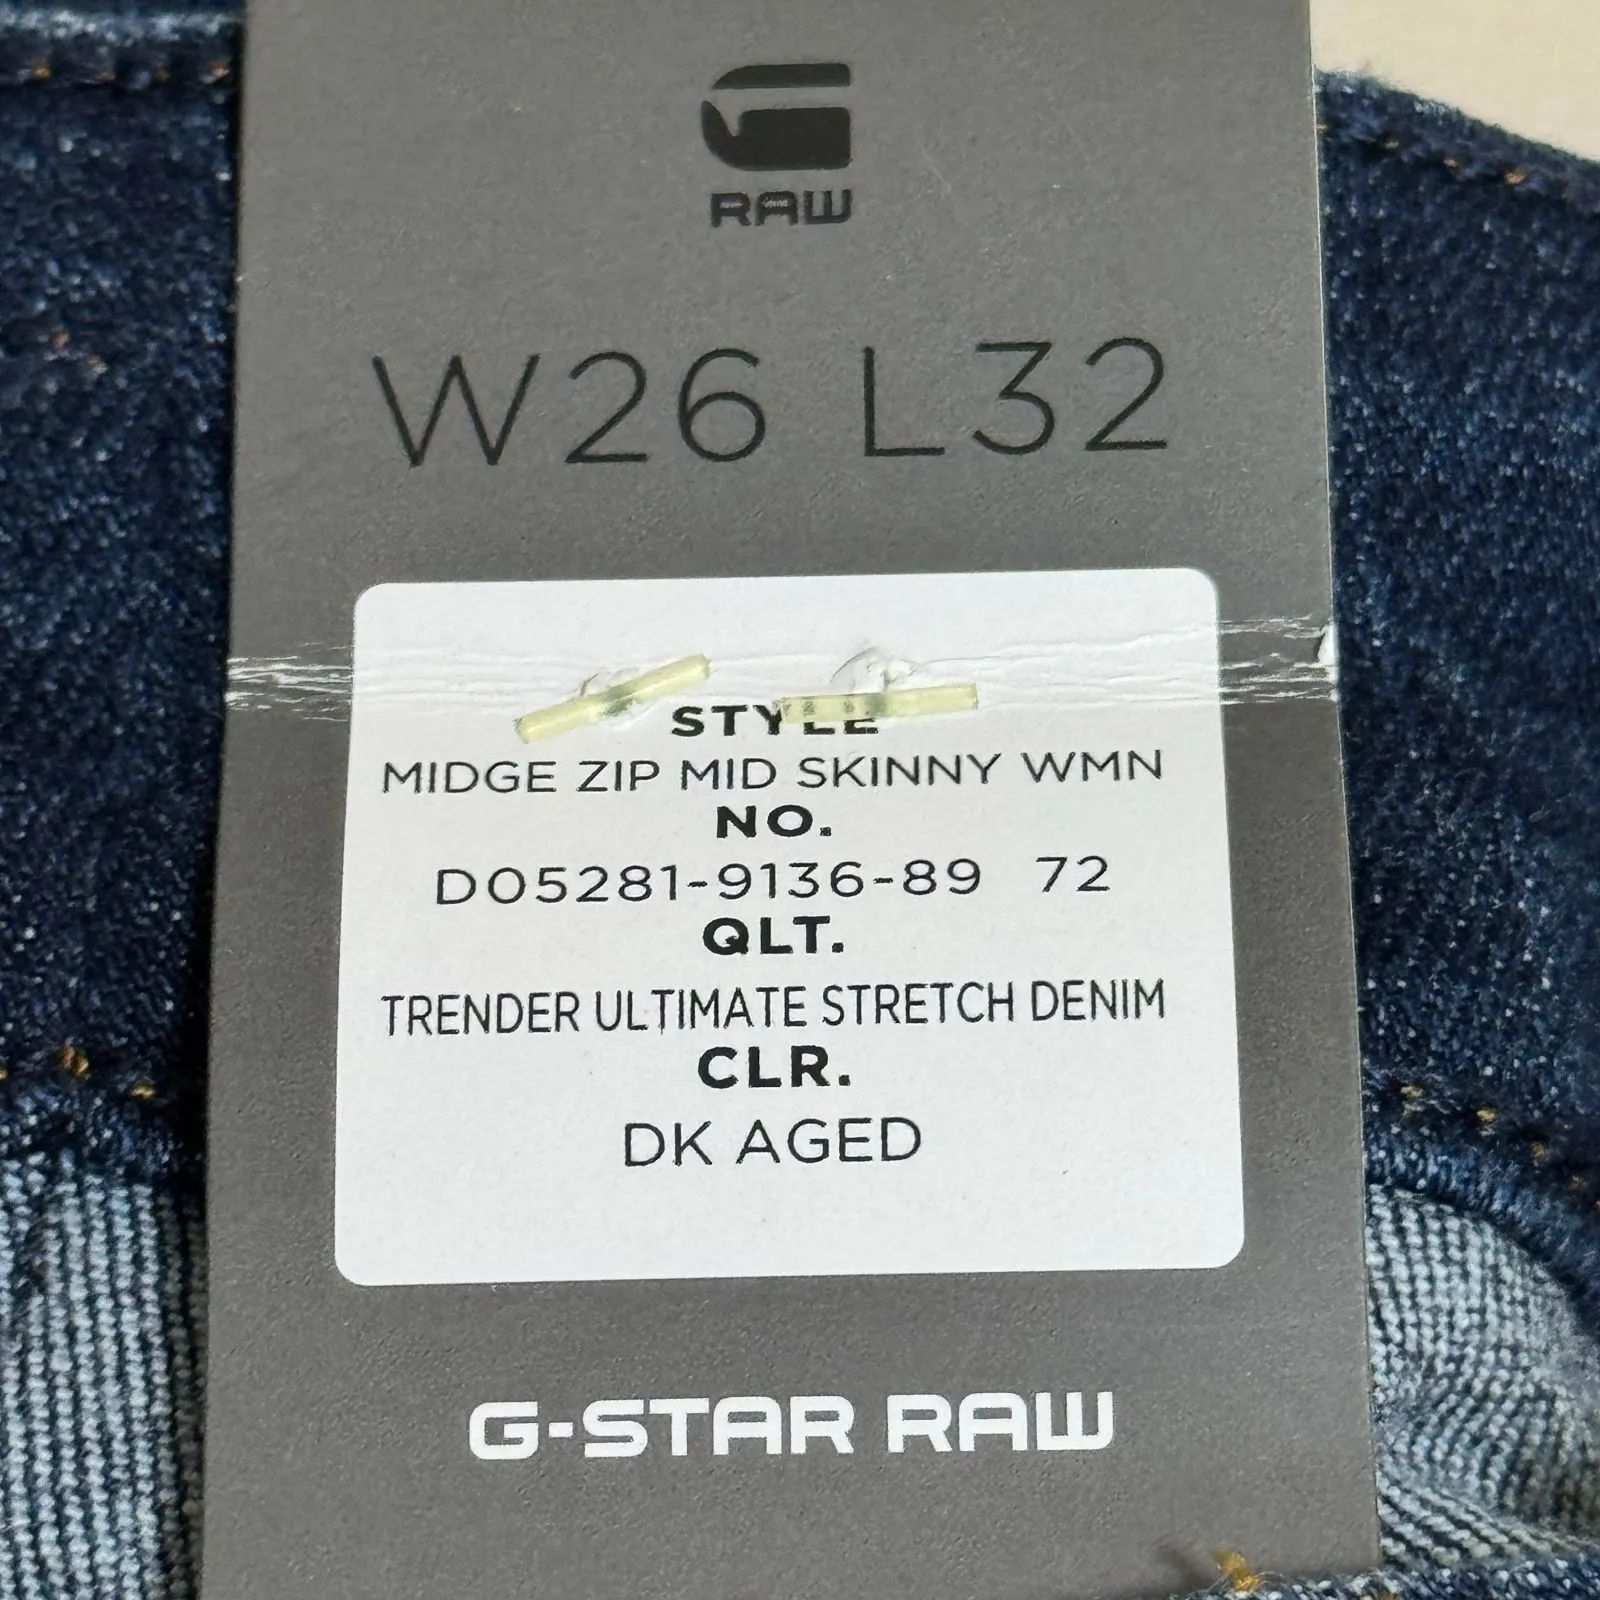 RAW
W26 L32
STYLE
MIDGE ZIP MID SKINNY WMN
NO.
D05281-9136-89 72
QLT.
TRENDER ULTIMATE STRETCH DENIM
CLR.
DK AGED
G-STAR RAW